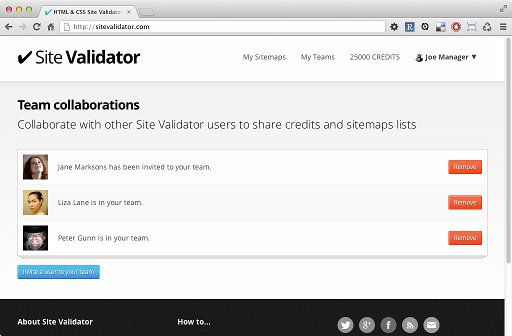 HTML & CSS Site Validator
http://sitevalidator.com
✔ Site Validator
My Sitemaps My Teams 25000 CREDITS Joe Manager ▼
Team collaborations
Collaborate with other Site Validator users to share credits and sitemaps lists
Jane Marksons has been invited to your team. Remove
Liza Lane is in your team. Remove
Peter Gunn is in your team. Remove
Invite a user to your team
About Site Validator How to...